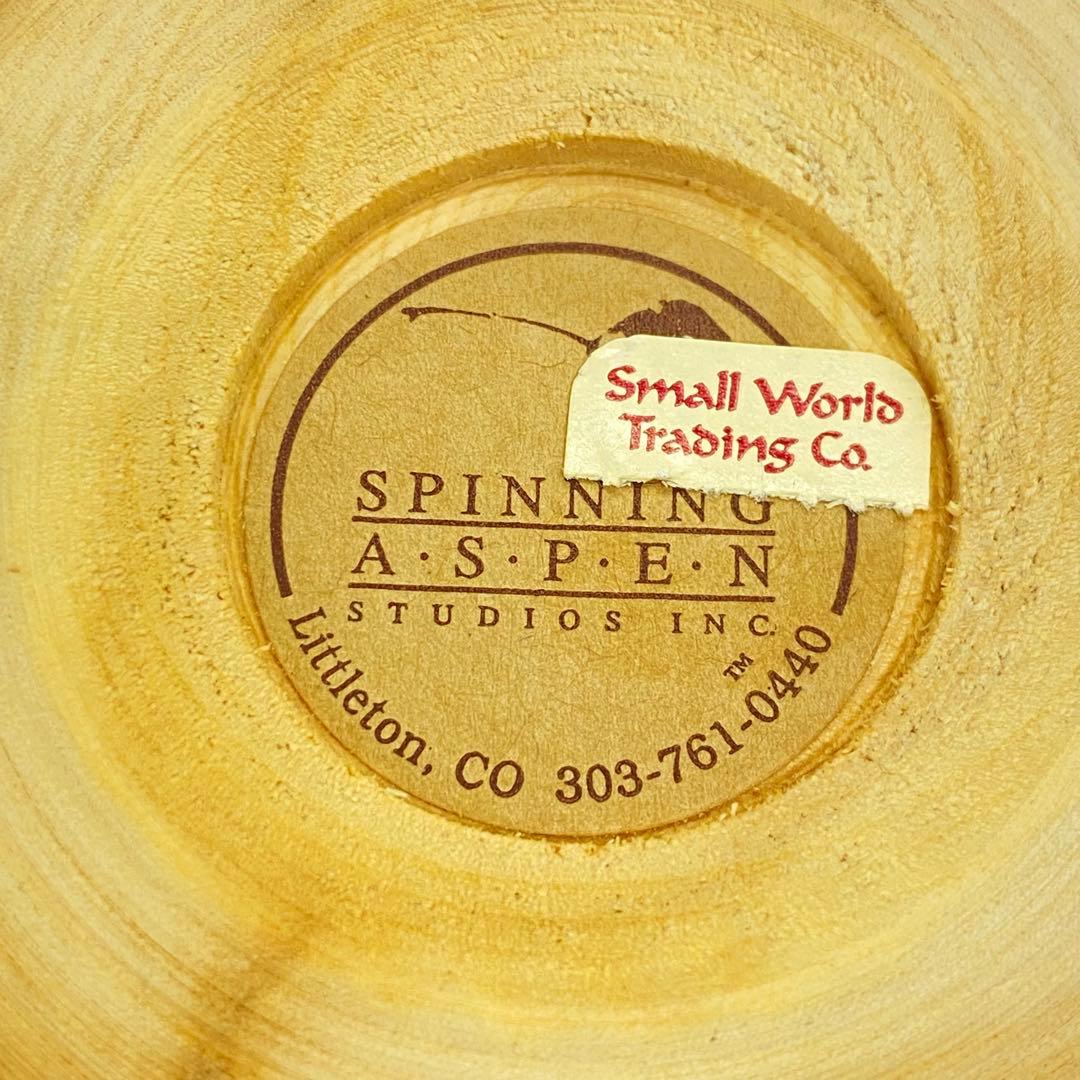 Small World
Trading Co.
SPINNING
A·S·P·E·N
STUDIOS INC.
TM
Littleton, CO 303-761-0440